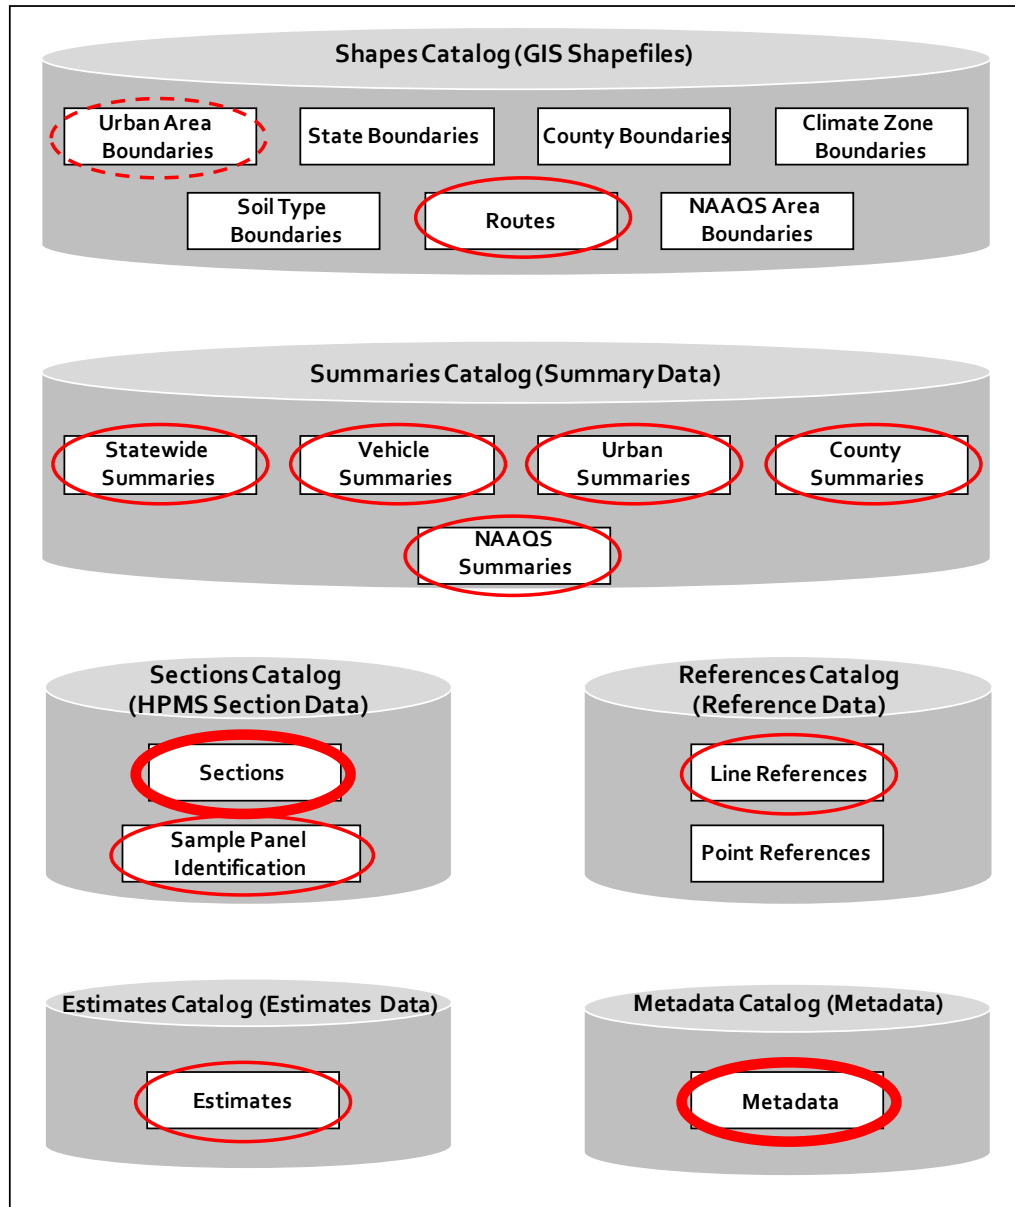 Shapes Catalog (GIS Shapefiles)
Urban Area
Boundaries
State Boundaries
County Boundaries
Climate Zone
Boundaries
Soil Type
Boundaries
Routes
NAAQS Area
Boundaries
Summaries Catalog (Summary Data)
Statewide
Summaries
Vehicle
Summaries
Urban
Summaries
County
Summaries
NAAQS
Summaries
Sections Catalog
(HPMS Section Data)
Sections
Sample Panel
Identification
References Catalog
(Reference Data)
Line References
Point References
Estimates Catalog (Estimates Data)
Estimates
Metadata Catalog (Metadata)
Metadata